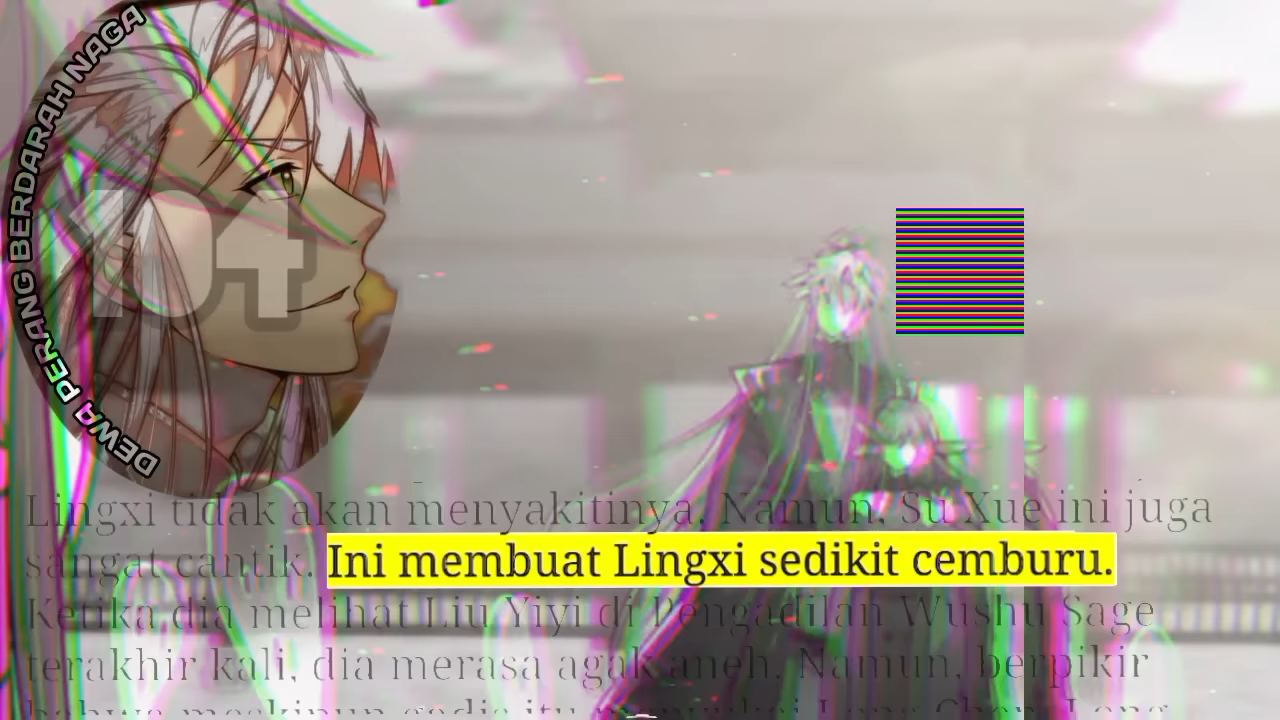 DEWA PERANG BERDARAH NAGA
104
Lingxi tidak akan menyakitinya. Namun, Su Xue ini juga
sangat cantik. Ini membuat Lingxi sedikit cemburu.
Ketika dia melihat Liu Yiyi di Pengadilan Wushu Sage
terakhir kali, dia merasa agak aneh. Namun, berpikir